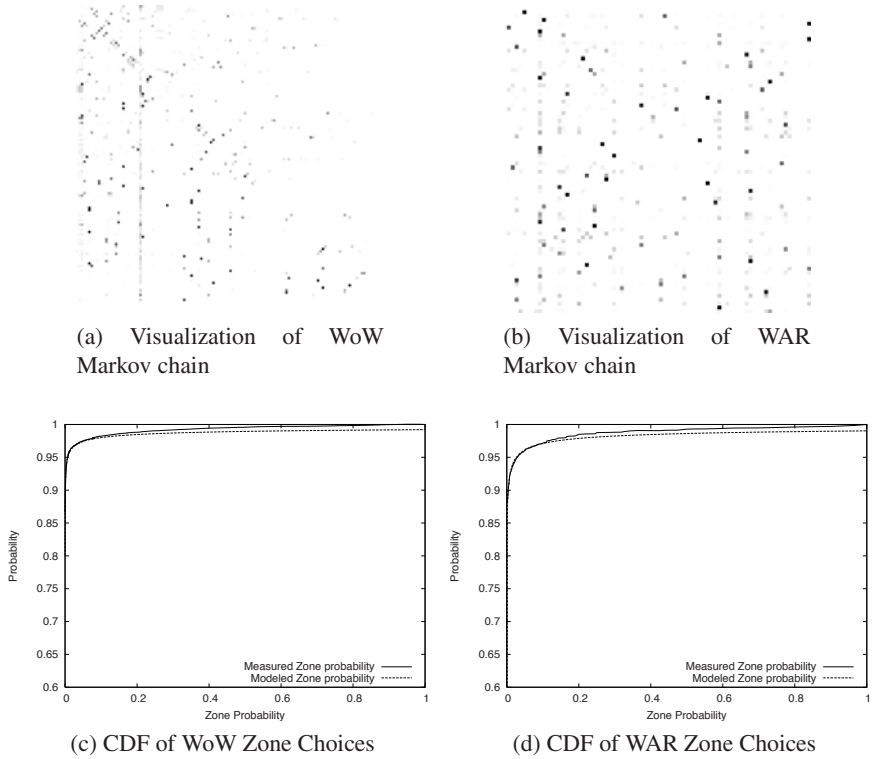 (a) Visualization of WoW
Markov chain
(b) Visualization of WAR
Markov chain
1
0.95
0.9
0.85
0.8
0.75
0.7
0.65
0.6
Probability
Measured Zone probability
Modeled Zone probability
0 0.2 0.4 0.6 0.8 1
Zone Probability
(c) CDF of WoW Zone Choices
1
0.95
0.9
0.85
0.8
0.75
0.7
0.65
0.6
Probability
Measured Zone probability
Modeled Zone probability
0 0.2 0.4 0.6 0.8 1
Zone Probability
(d) CDF of WAR Zone Choices